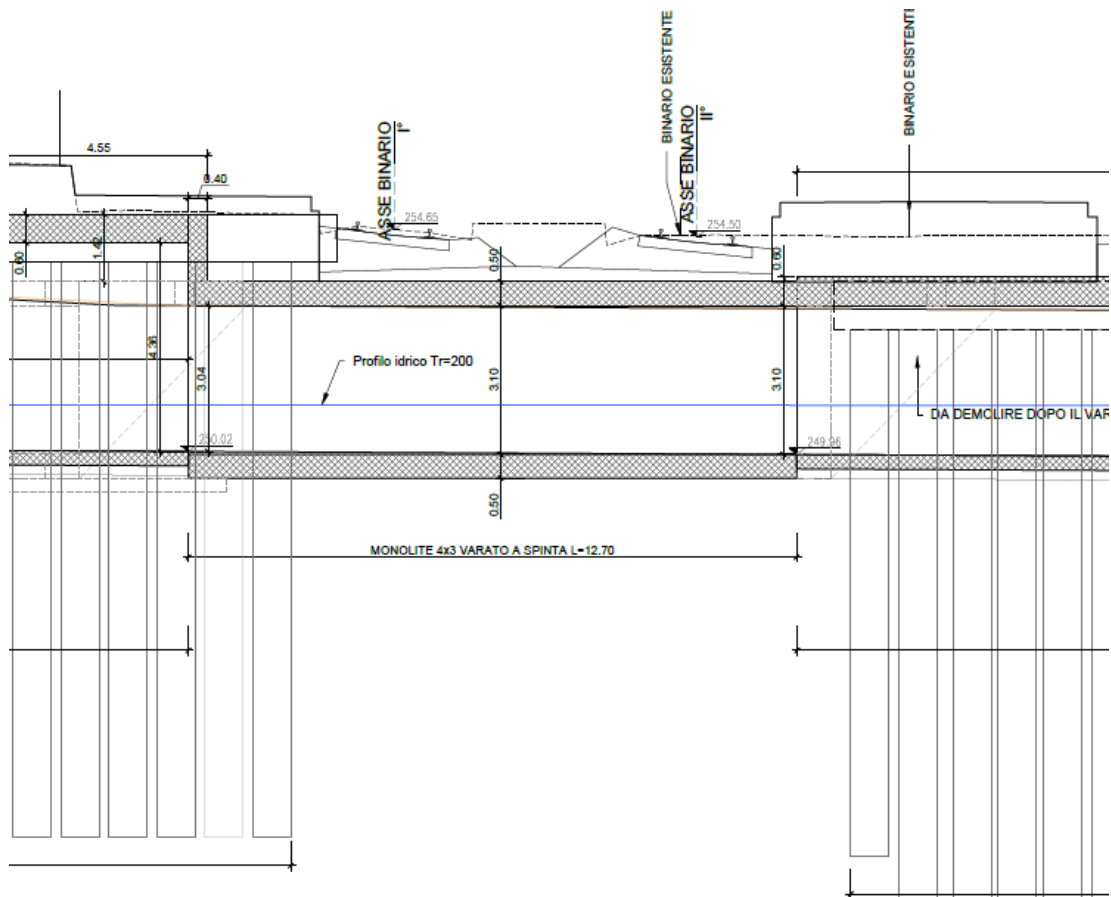 BINARIO ESISTENTE
BINARIO ESISTENTI
ASSE BINARIO
I°
ASSE BINARIO
II°
4.55
0.40
254.65
254.50
0.60
1.42
0.50
0.60
4.36
3.04
Profilo idrico Tr=200
3.10
3.10
DA DEMOLIRE DOPO IL VAR
250.02
249.96
0.50
MONOLITE 4x3 VARATO A SPINTA L=12.70